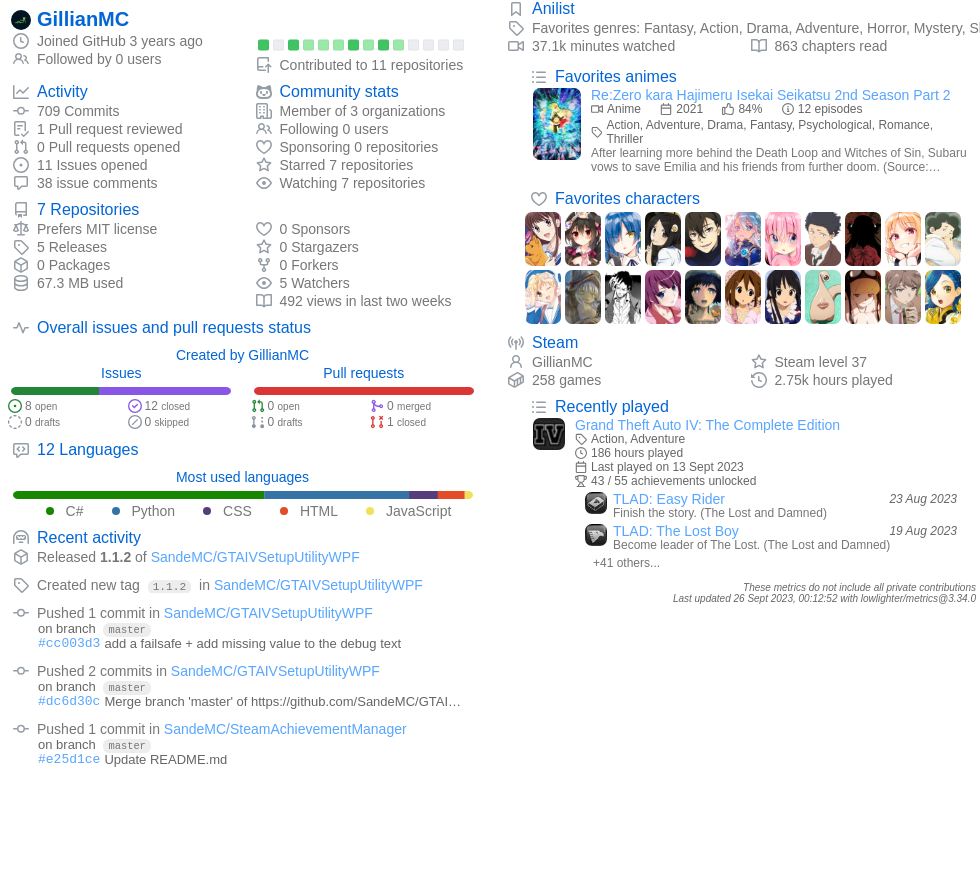 GillianMC
Joined GitHub 3 years ago
Followed by 0 users
Contributed to 11 repositories
Activity
709 Commits
1 Pull request reviewed
0 Pull requests opened
11 Issues opened
38 issue comments
Community stats
Member of 3 organizations
Following 0 users
Sponsoring 0 repositories
Starred 7 repositories
Watching 7 repositories
7 Repositories
Prefers MIT license
5 Releases
0 Packages
67.3 MB used
0 Sponsors
0 Stargazers
0 Forkers
5 Watchers
492 views in last two weeks
Overall issues and pull requests status
Created by GillianMC
Issues
8 open
12 closed
0 drafts
0 skipped
Pull requests
0 open
0 merged
0 drafts
1 closed
12 Languages
Most used languages
C#
Python
CSS
HTML
JavaScript
Recent activity
Released 1.1.2 of SandeMC/GTAIVSetupUtilityWPF
Created new tag 1.1.2 in SandeMC/GTAIVSetupUtilityWPF
Pushed 1 commit in SandeMC/GTAIVSetupUtilityWPF
on branch master
#cc003d3 add a failsafe + add missing value to the debug text
Pushed 2 commits in SandeMC/GTAIVSetupUtilityWPF
on branch master
#dc6d30c Merge branch 'master' of https://github.com/SandeMC/GTAI…
Pushed 1 commit in SandeMC/SteamAchievementManager
on branch master
#e25d1ce Update README.md
Anilist
Favorites genres: Fantasy, Action, Drama, Adventure, Horror, Mystery, Sl
37.1k minutes watched
863 chapters read
Favorites animes
Re:Zero kara Hajimeru Isekai Seikatsu 2nd Season Part 2
Anime
2021
84%
12 episodes
Action, Adventure, Drama, Fantasy, Psychological, Romance,
Thriller
After learning more behind the Death Loop and Witches of Sin, Subaru
vows to save Emilia and his friends from further doom. (Source:…
Favorites characters
Steam
GillianMC
258 games
Steam level 37
2.75k hours played
Recently played
IV
Grand Theft Auto IV: The Complete Edition
Action, Adventure
186 hours played
Last played on 13 Sept 2023
43 / 55 achievements unlocked
TLAD: Easy Rider
23 Aug 2023
Finish the story. (The Lost and Damned)
TLAD: The Lost Boy
19 Aug 2023
Become leader of The Lost. (The Lost and Damned)
+41 others...
These metrics do not include all private contributions
Last updated 26 Sept 2023, 00:12:52 with lowlighter/metrics@3.34.0